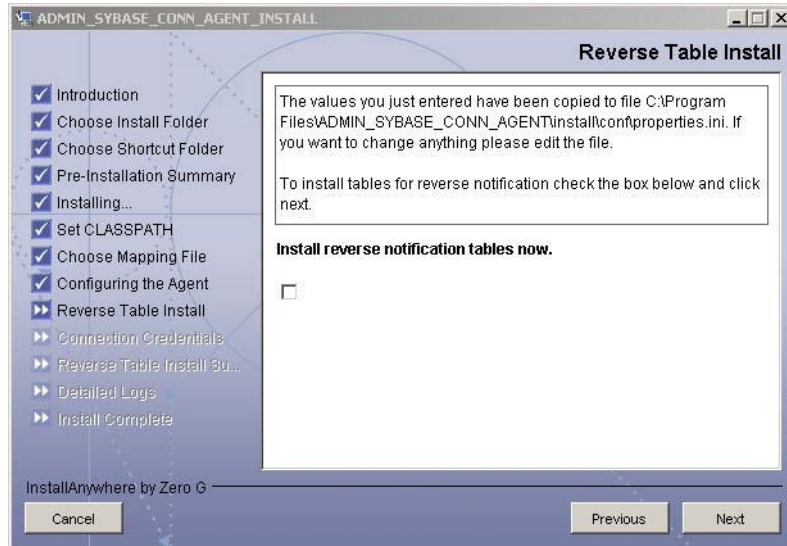 ADMIN_SYBASE_CONN_AGENT_INSTALL
Reverse Table Install
Introduction
Choose Install Folder
Choose Shortcut Folder
Pre-Installation Summary
Installing...
Set CLASSPATH
Choose Mapping File
Configuring the Agent
Reverse Table Install
Connection Credentials
Reverse Table Install Su...
Detailed Logs
Install Complete
The values you just entered have been copied to file C:\Program
Files\ADMIN_SYBASE_CONN_AGENT\install\conf\properties.ini. If
you want to change anything please edit the file.
To install tables for reverse notification check the box below and click
next.
Install reverse notification tables now.
InstallAnywhere by Zero G
Cancel
Previous
Next